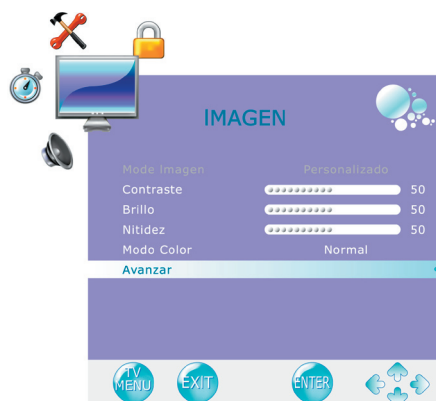 IMAGEN
Mode imagen Personalizado
Contraste 50
Brillo 50
Nitidez 50
Modo Color Normal
Avanzar
TV MENU EXIT ENTER